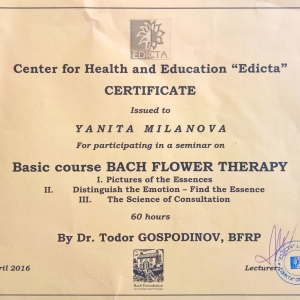 EDICTA
Center for Health and Education “Edicta”
CERTIFICATE
Issued to
YANITA MILANOVA
For participating in a seminar on
Basic course BACH FLOWER THERAPY
I. Pictures of the Essences
II. Distinguish the Emotion – Find the Essence
III. The Science of Consultation
60 hours
By Dr. Todor GOSPODINOV, BFRP
ril 2016
Lecturer:
Bach Foundation